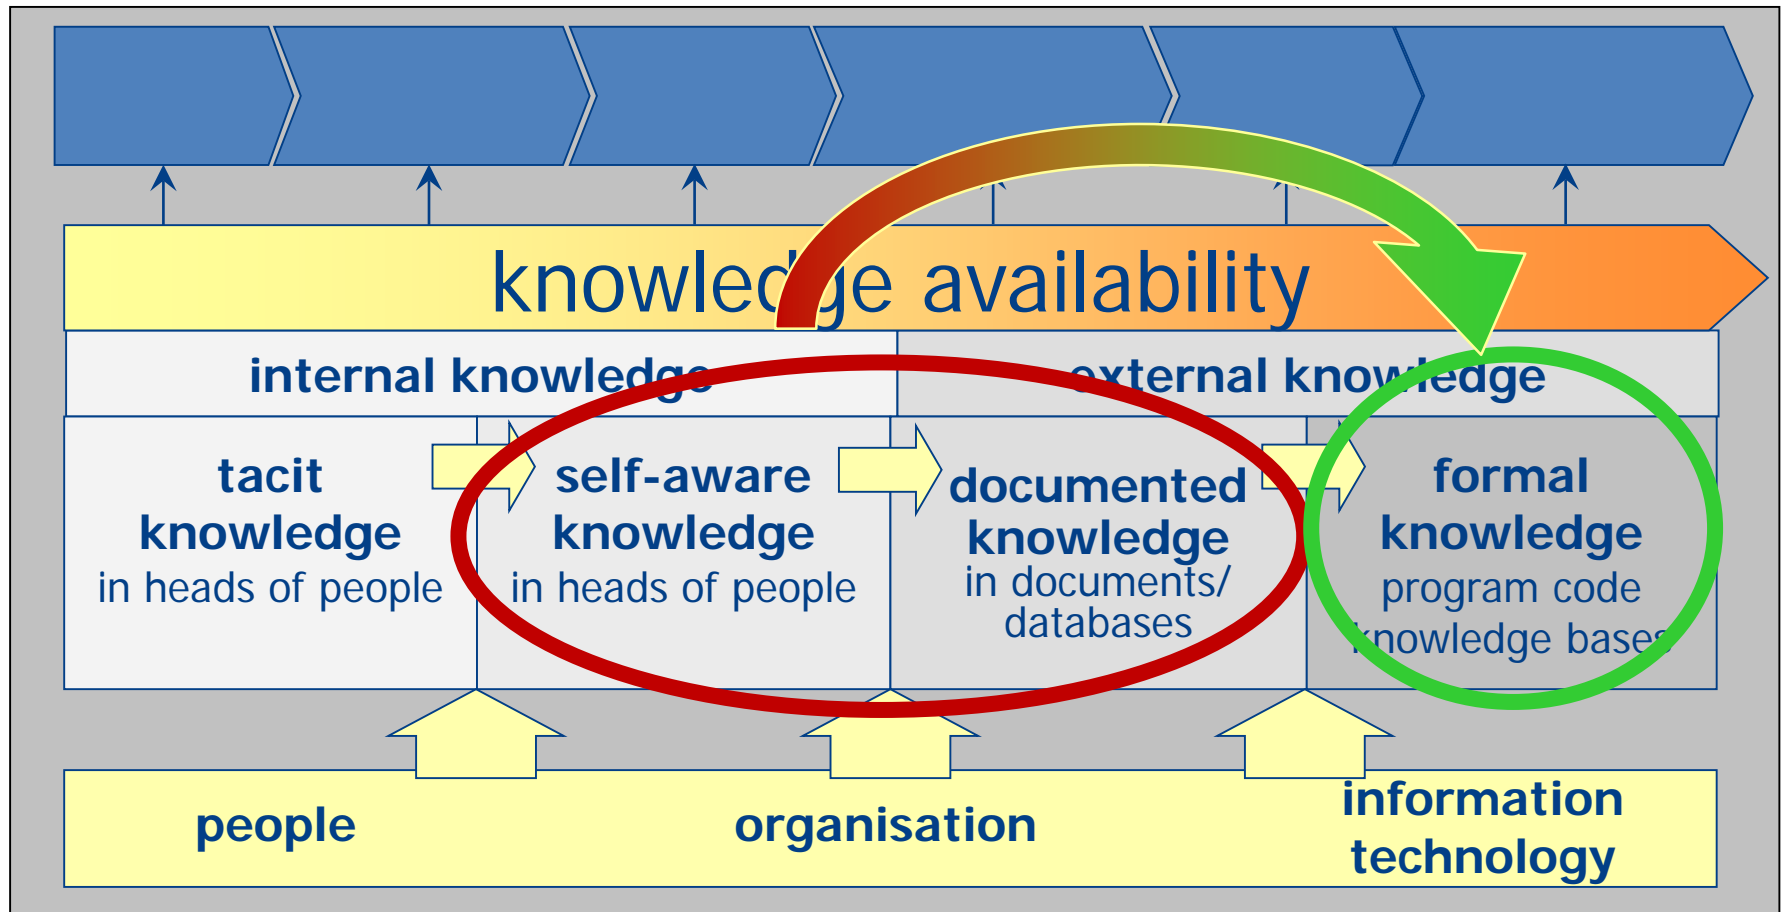 knowledge availability
internal knowledge
external knowledge
tacit
knowledge
in heads of people
self-aware
knowledge
in heads of people
documented
knowledge
in documents/
databases
formal
knowledge
program code
knowledge bases
people
organisation
information
technology